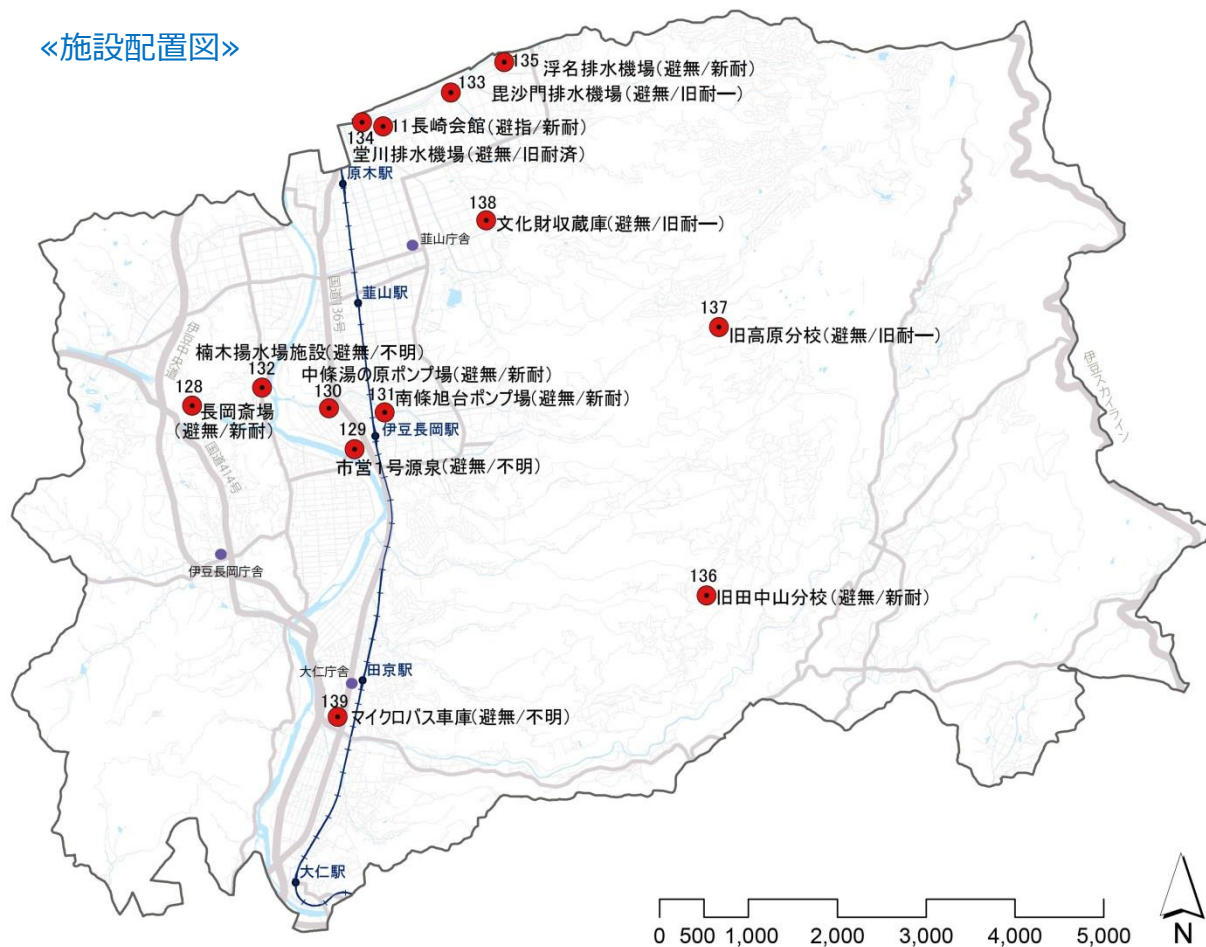 ≪施設配置図≫
135
浮名排水機場(避無/新耐)
133
毘沙門排水機場(避無/旧耐一)
134
11長崎会館(避指/新耐)
堂川排水機場(避無/旧耐済)
原木駅
138
文化財収蔵庫(避無/旧耐一)
韮山庁舎
国道136号
韮山駅
137
旧高原分校(避無/旧耐一)
伊豆中央道
伊豆スカイライン
楠木揚水場施設(避無/不明)
132
中條湯の原ポンプ場(避無/新耐)
128
長岡斎場
(避無/新耐)
130
131
南條旭台ポンプ場(避無/新耐)
伊豆長岡駅
129
市営1号源泉(避無/不明)
国道414号
伊豆長岡庁舎
136
旧田中山分校(避無/新耐)
大仁庁舎
田京駅
139
マイクロバス車庫(避無/不明)
大仁駅
0 500 1,000 2,000 3,000 4,000 5,000
N